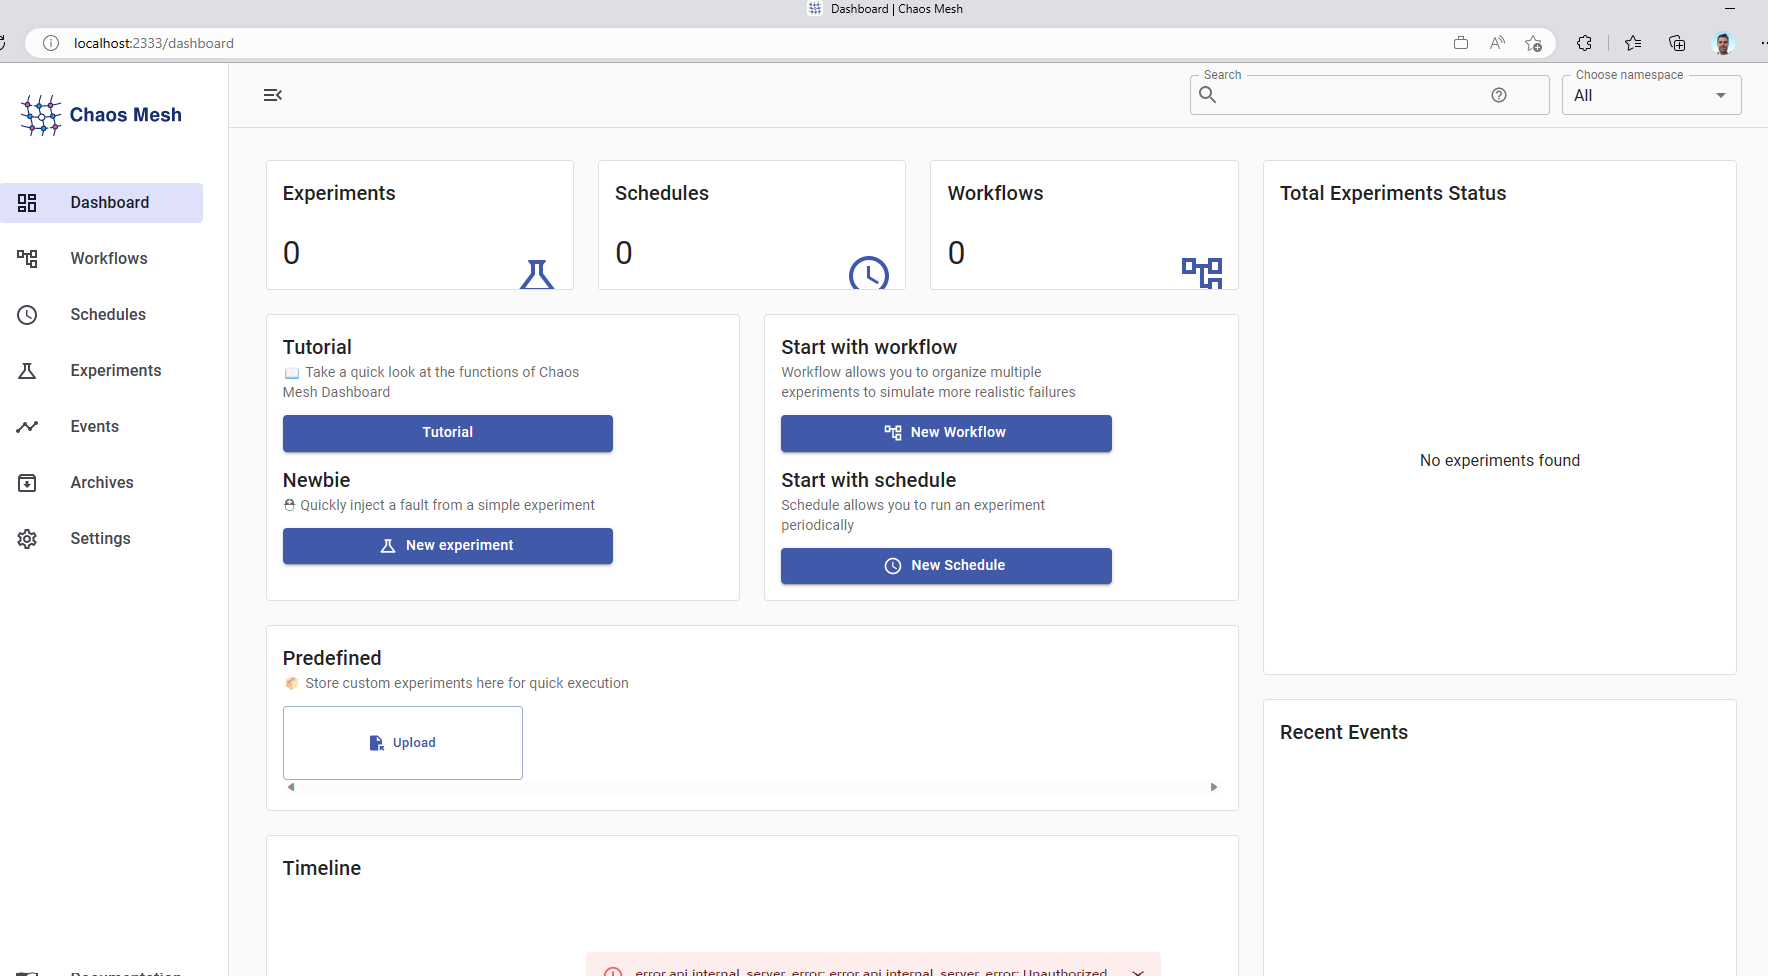 Dashboard | Chaos Mesh
localhost:2333/dashboard
Chaos Mesh
Search
Choose namespace
All
Dashboard
Workflows
Schedules
Experiments
Events
Archives
Settings
Documentation
Experiments
0
Schedules
0
Workflows
0
Total Experiments Status
No experiments found
Tutorial
Take a quick look at the functions of Chaos
Mesh Dashboard
Tutorial
Newbie
Quickly inject a fault from a simple experiment
New experiment
Start with workflow
Workflow allows you to organize multiple
experiments to simulate more realistic failures
New Workflow
Start with schedule
Schedule allows you to run an experiment
periodically
New Schedule
Predefined
Store custom experiments here for quick execution
Upload
Recent Events
Timeline
error.api.internal_server_error: error.api.internal_server_error: Unauthorized